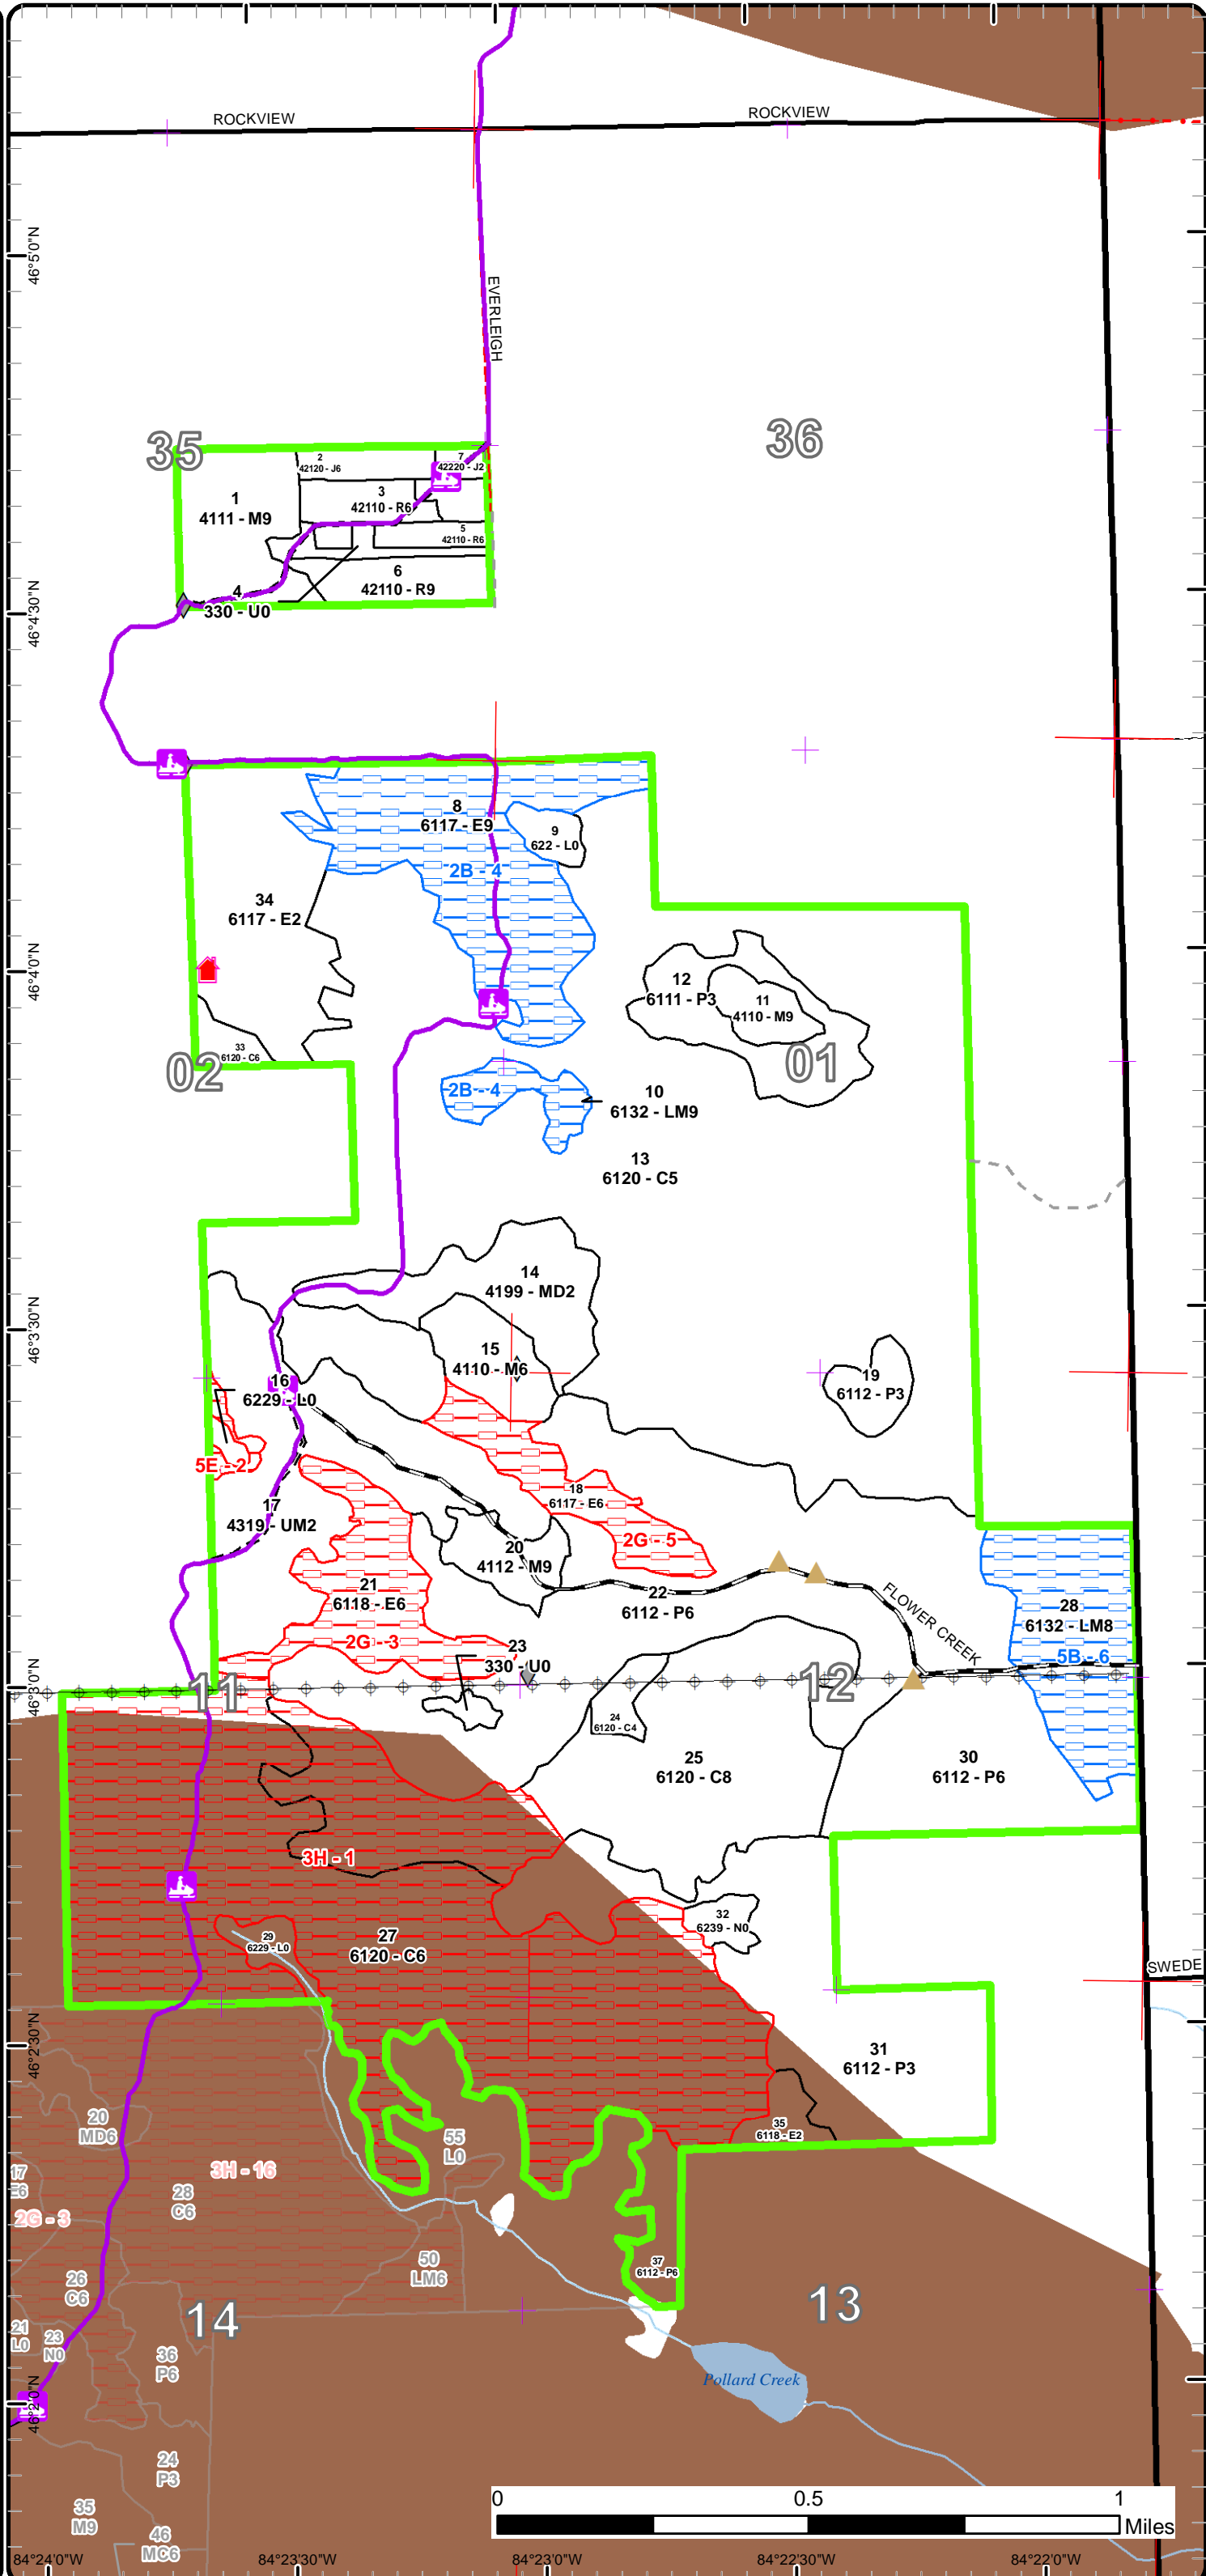 ROCKVIEW
ROCKVIEW
46°5'0"N
EVERLEIGH
35
36
2
42120 - J6
7
42220 - J2
1
4111 - M9
3
42110 - R6
5
42110 - R6
6
42110 - R9
4
330 - U0
46°4'30"N
8
6117 - E9
9
622 - L0
2B - 4
34
6117 - E2
46°4'0"N
12
6111 - P3
11
4110 - M9
33
6120 - C6
02
01
2B - 4
10
6132 - LM9
13
6120 - C5
14
4199 - MD2
46°3'30"N
15
4110 - M6
16
6229 - L0
19
6112 - P3
5E - 2
17
4319 - UM2
18
6117 - E6
2G - 5
20
4112 - M9
21
6118 - E6
22
6112 - P6
FLOWER CREEK
28
6132 - LM8
5B - 6
2G - 3
23
330 - U0
46°3'0"N
11
12
24
6120 - C4
25
6120 - C8
30
6112 - P6
3H - 1
32
6239 - N0
29
6229 - L0
27
6120 - C6
SWEDE
46°2'30"N
31
6112 - P3
35
6118 - E2
20
MD6
55
L0
3H - 16
17
E6
28
C6
2G - 3
50
LM6
37
6112 - P6
26
C6
14
13
21
L0
23
N0
36
P6
Pollard Creek
46°2'0"N
24
P3
35
M9
46
MC6
0 0.5 1
Miles
84°24'0"W 84°23'30"W 84°23'0"W 84°22'30"W 84°22'0"W